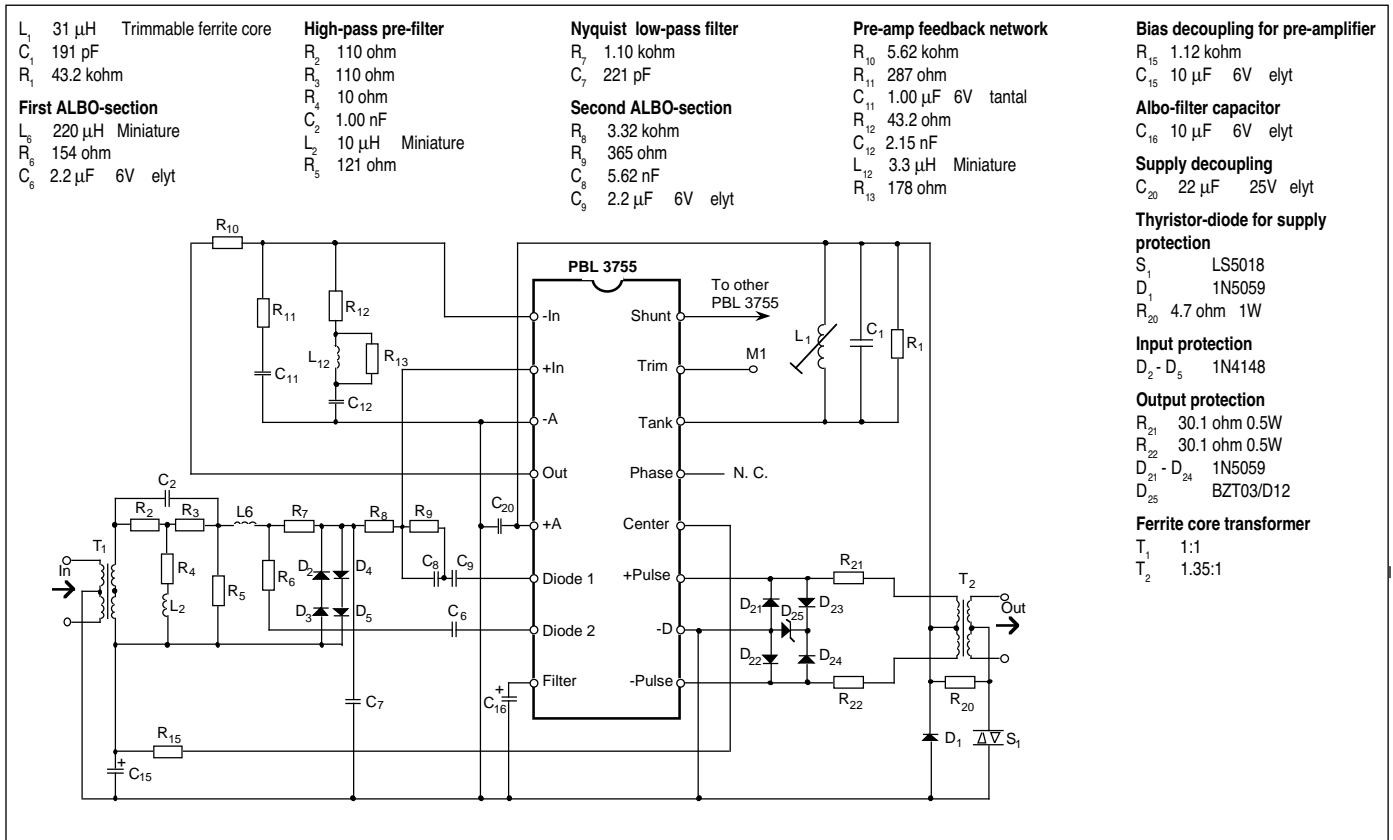 L1 31 µH Trimmable ferrite core
C1 191 pF
R1 43.2 kohm
First ALBO-section
L6 220 µH Miniature
R6 154 ohm
C6 2.2 µF 6V elyt
High-pass pre-filter
R2 110 ohm
R3 110 ohm
R4 10 ohm
C2 1.00 nF
L2 10 µH Miniature
R5 121 ohm
Nyquist low-pass filter
R7 1.10 kohm
C7 221 pF
Second ALBO-section
R8 3.32 kohm
R9 365 ohm
C8 5.62 nF
C9 2.2 µF 6V elyt
Pre-amp feedback network
R10 5.62 kohm
R11 287 ohm
C11 1.00 µF 6V tantal
R12 43.2 ohm
C12 2.15 nF
L12 3.3 µH Miniature
R13 178 ohm
Bias decoupling for pre-amplifier
R15 1.12 kohm
C15 10 µF 6V elyt
Albo-filter capacitor
C16 10 µF 6V elyt
Supply decoupling
C20 22 µF 25V elyt
Thyristor-diode for supply
protection
S1 LS5018
D1 1N5059
R20 4.7 ohm 1W
Input protection
D2 - D5 1N4148
Output protection
R21 30.1 ohm 0.5W
R22 30.1 ohm 0.5W
D21 - D24 1N5059
D25 BZT03/D12
Ferrite core transformer
T1 1:1
T2 1.35:1
R10
R11
C11
R12
L12
R13
C12
PBL 3755
-In
+In
-A
Out
+A
Diode 1
Diode 2
Filter
Shunt
Trim
Tank
Phase
Center
+Pulse
-D
-Pulse
To other
PBL 3755
M1
N. C.
L1
C1
R1
C2
R2
R3
L6
R7
R8
R9
C20
T1
In
R4
L2
R5
R6
D2
D4
D3
D5
C8
C9
C6
C7
+
C16
R15
+
C15
R21
D21
D25
D23
D22
D24
R22
T2
Out
R20
D1
S1